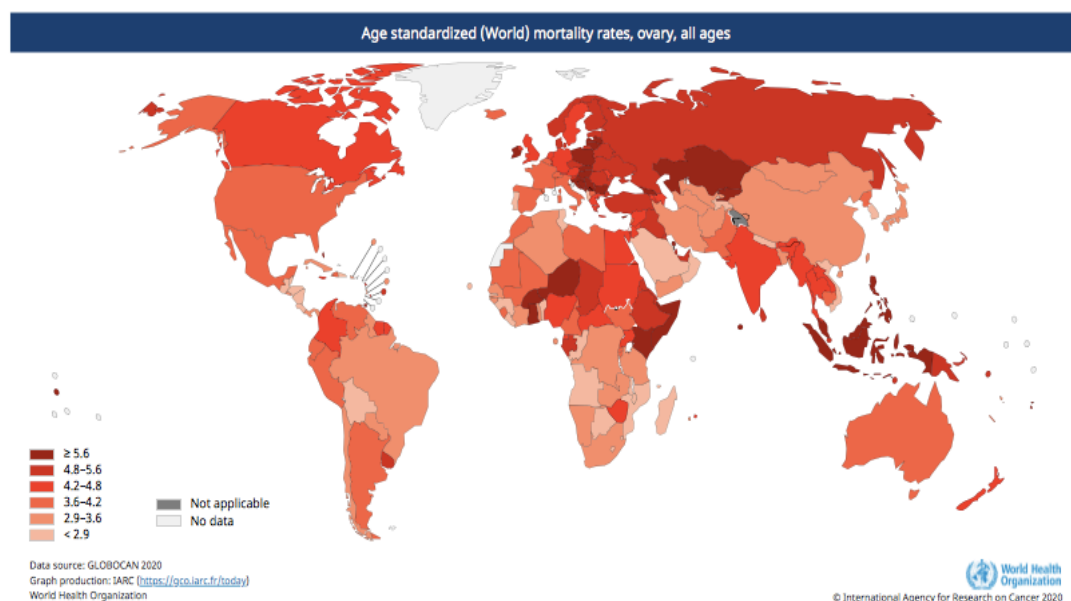 Age standardized (World) mortality rates, ovary, all ages
≥ 5.6
4.8–5.6
4.2–4.8
3.6–4.2
2.9–3.6
< 2.9
Not applicable
No data
Data source: GLOBOCAN 2020
Graph production: IARC (https://gco.iarc.fr/today)
World Health Organization
World Health
Organization
© International Agency for Research on Cancer 2020